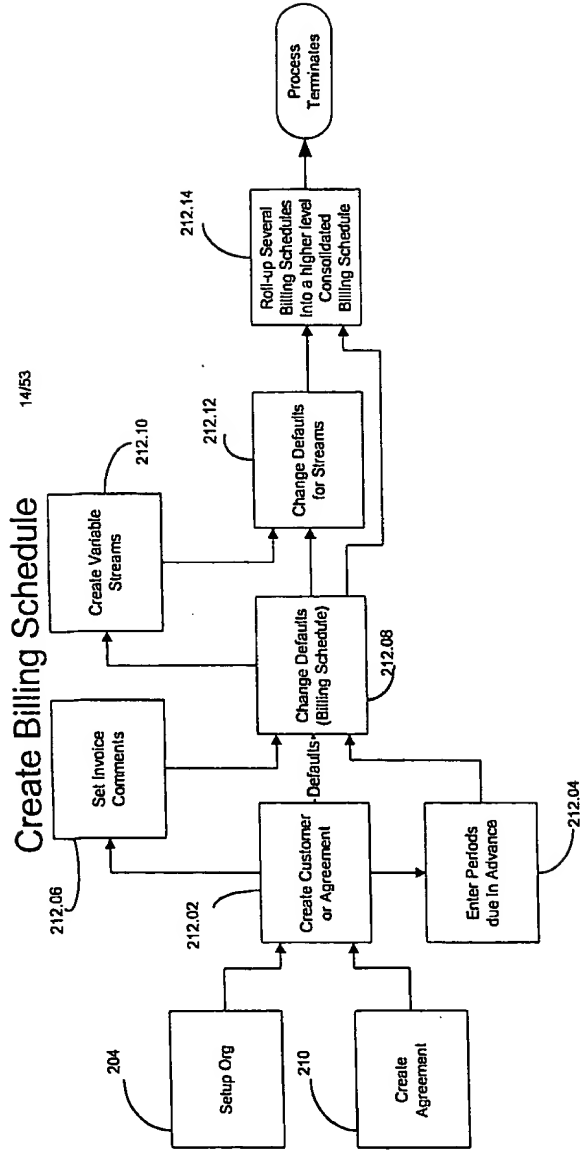 Create Billing Schedule
14/53
204
Setup Org
210
Create
Agreement
212.02
Create Customer
or Agreement
212.06
Set Invoice
Comments
212.04
Enter Periods
due in Advance
Defaults
212.08
Change Defaults
(Billing Schedule)
212.10
Create Variable
Streams
212.12
Change Defaults
for Streams
212.14
Roll-up Several
Billing Schedules
Into a higher level
Consolidated
Billing Schedule
Process
Terminates